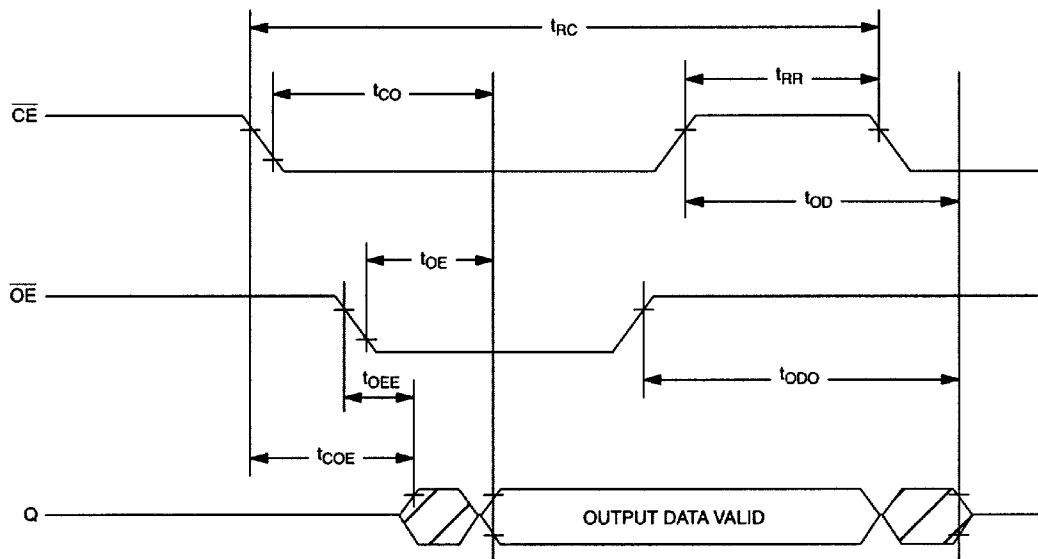 tRC
tRR
tCO
CE
tOD
tOE
OE
tOEE
tODO
tCOE
Q
OUTPUT DATA VALID